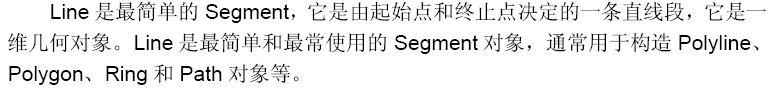 Line 是最简单的 Segment，它是由起始点和终止点决定的一条直线段，它是一
维几何对象。Line 是最简单和最常使用的 Segment 对象，通常用于构造 Polyline、
Polygon、Ring 和 Path 对象等。